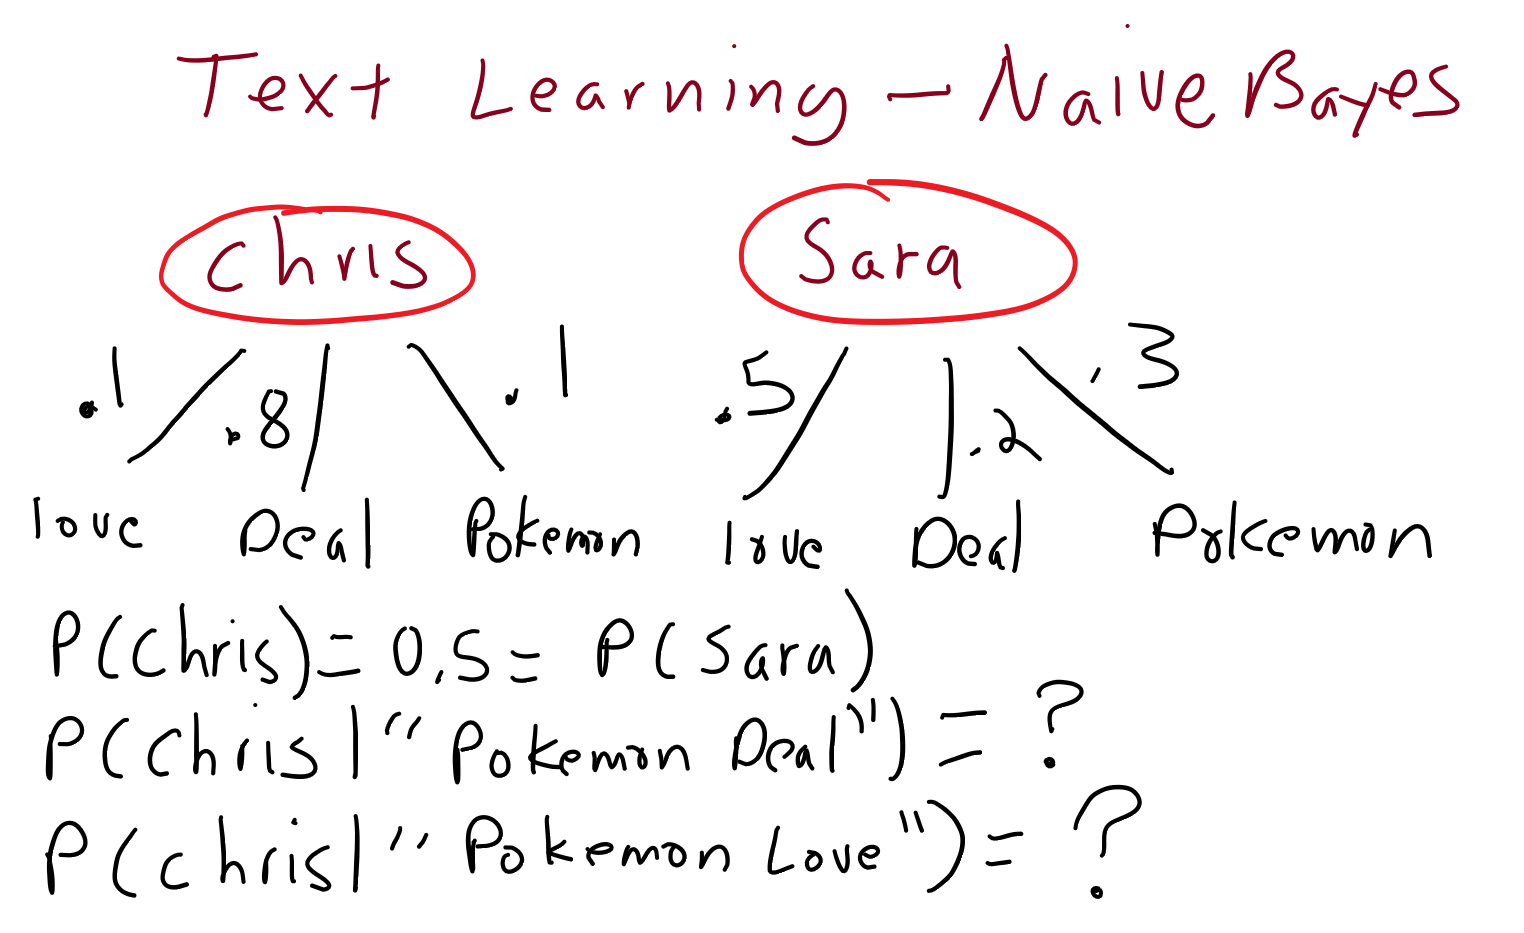 Text Learning – Naive Bayes
Chris Sara
.1 .8 .1 .5 .2 .3
love Deal Pokemon love Deal Pokemon
P(Chris) = 0.5 = P(Sara)
P(Chris | "Pokemon Deal") = ?
P(chris | "Pokemon Love") = ?